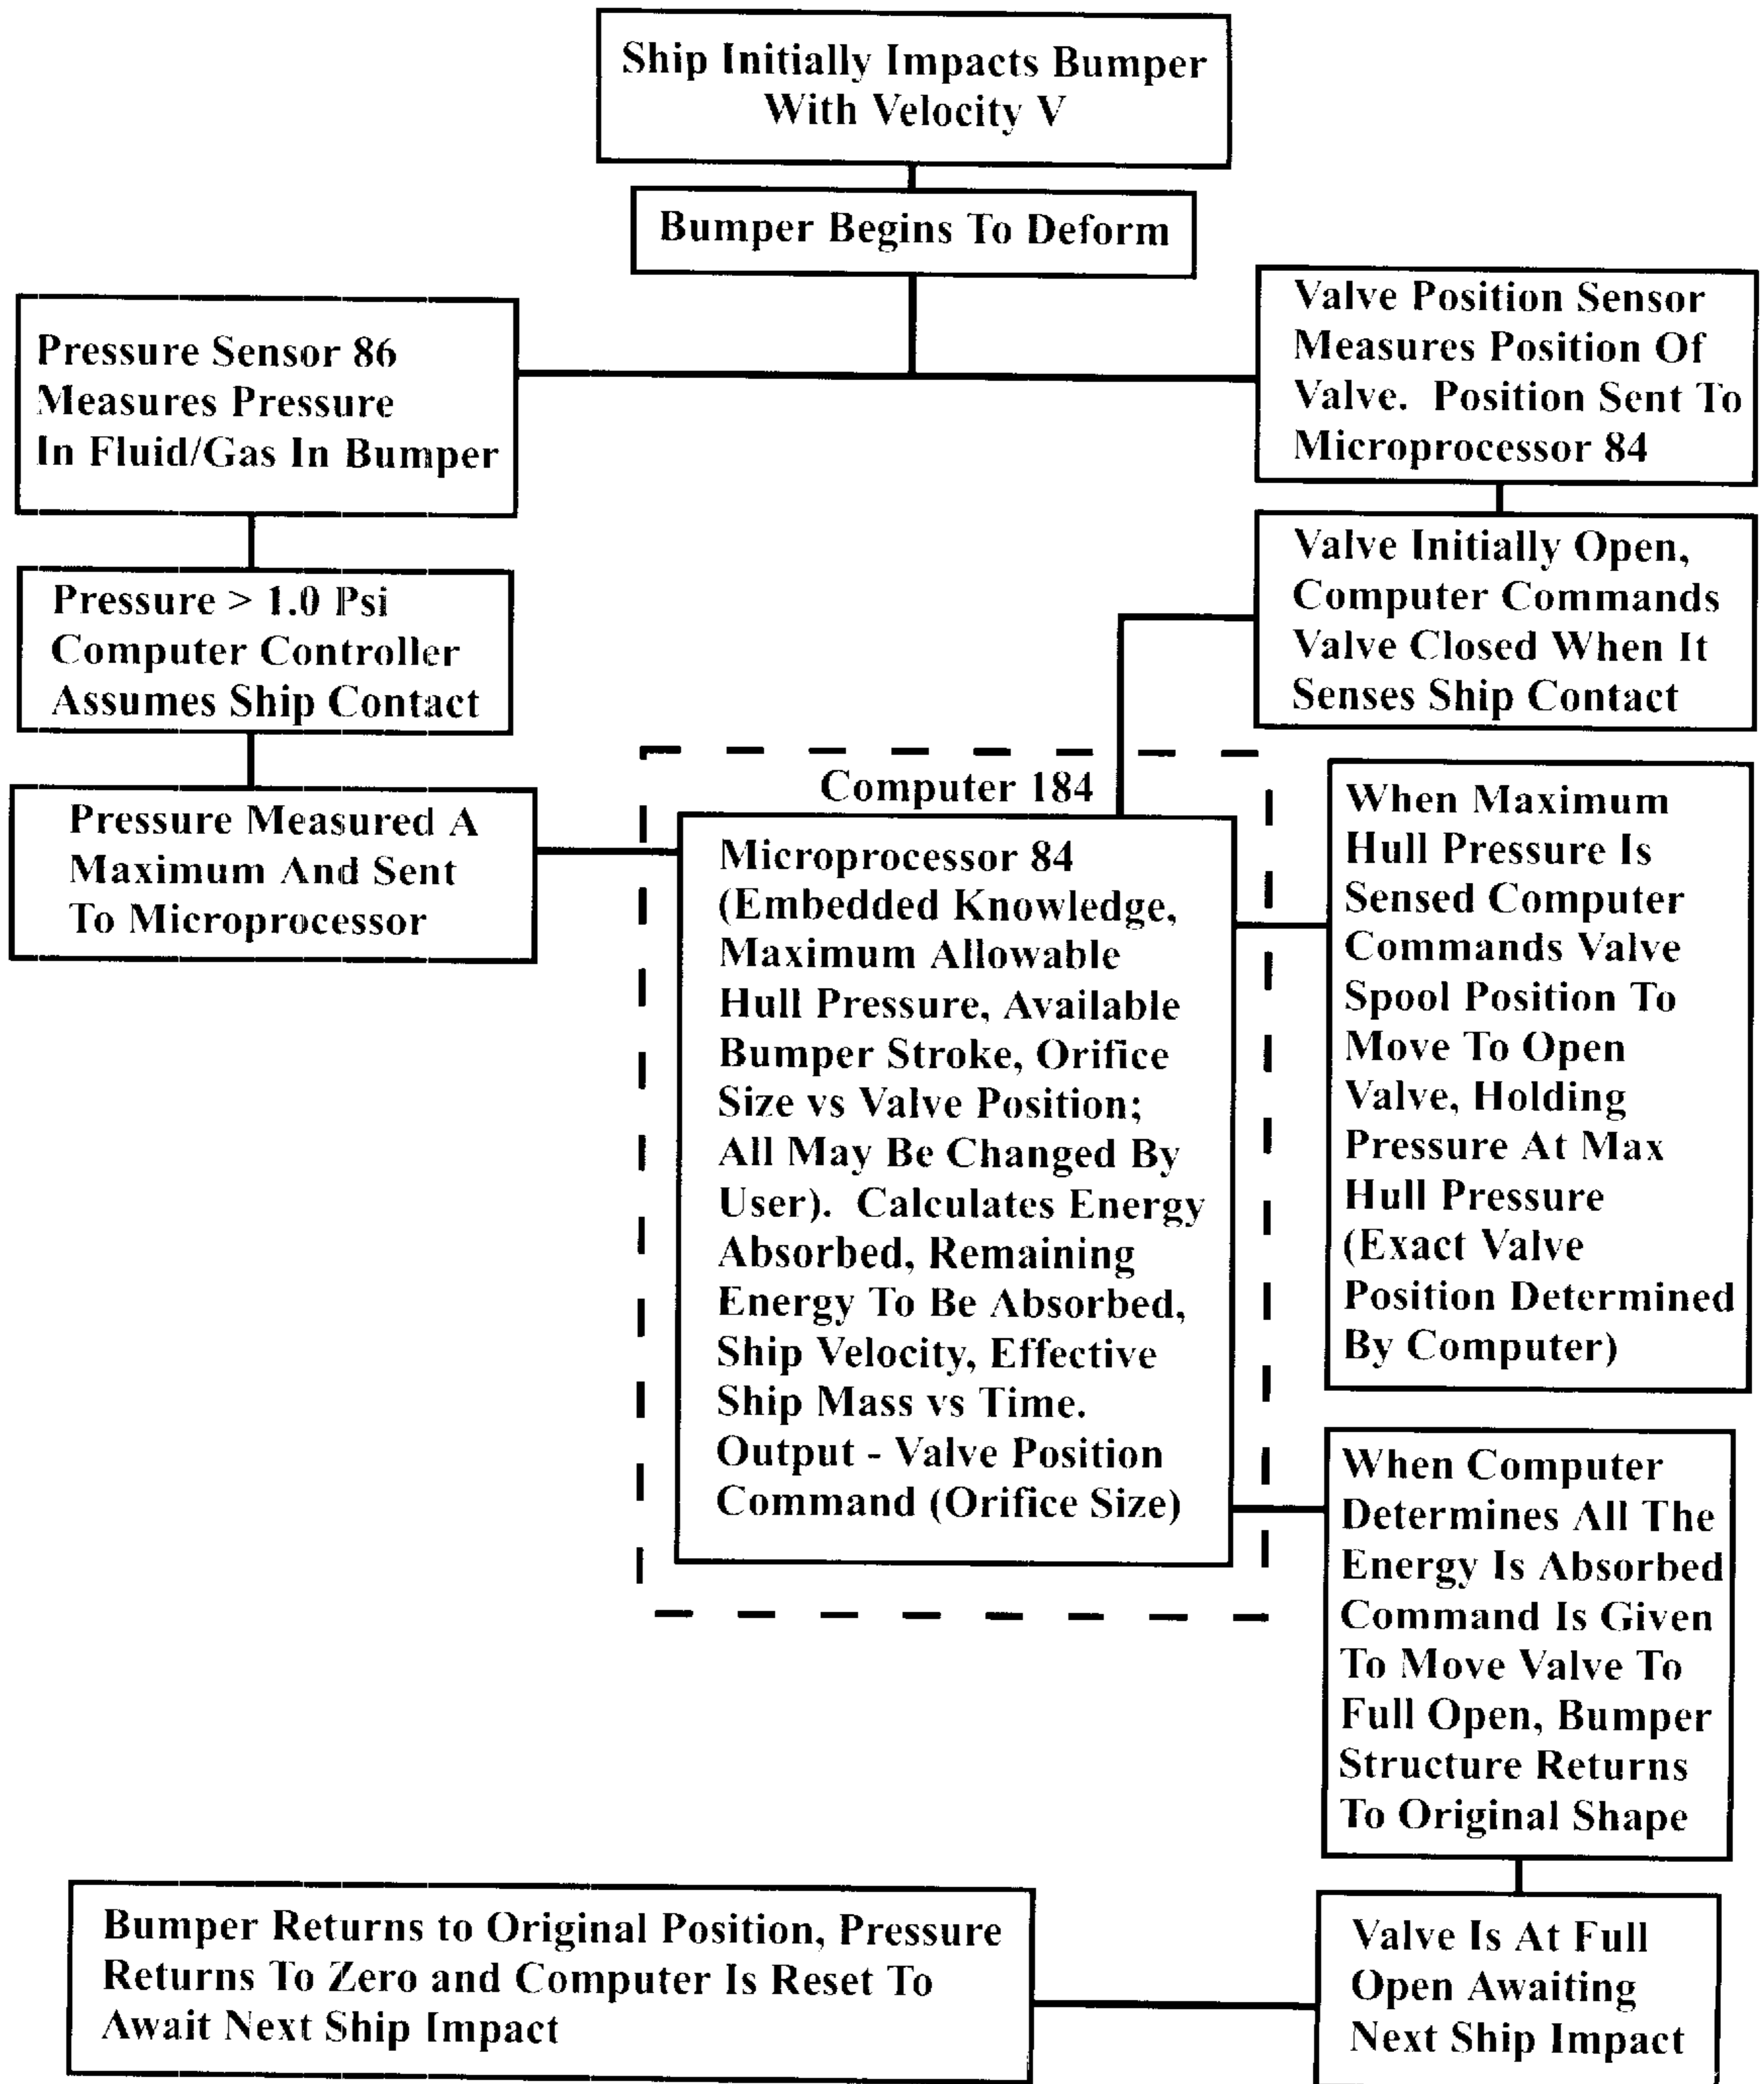 Ship Initially Impacts Bumper
With Velocity V
Bumper Begins To Deform
Pressure Sensor 86
Measures Pressure
In Fluid/Gas In Bumper
Valve Position Sensor
Measures Position Of
Valve. Position Sent To
Microprocessor 84
Pressure > 1.0 Psi
Computer Controller
Assumes Ship Contact
Valve Initially Open,
Computer Commands
Valve Closed When It
Senses Ship Contact
Pressure Measured A
Maximum And Sent
To Microprocessor
Computer 184
Microprocessor 84
(Embedded Knowledge,
Maximum Allowable
Hull Pressure, Available
Bumper Stroke, Orifice
Size vs Valve Position;
All May Be Changed By
User). Calculates Energy
Absorbed, Remaining
Energy To Be Absorbed,
Ship Velocity, Effective
Ship Mass vs Time.
Output - Valve Position
Command (Orifice Size)
When Maximum
Hull Pressure Is
Sensed Computer
Commands Valve
Spool Position To
Move To Open
Valve, Holding
Pressure At Max
Hull Pressure
(Exact Valve
Position Determined
By Computer)
When Computer
Determines All The
Energy Is Absorbed
Command Is Given
To Move Valve To
Full Open, Bumper
Structure Returns
To Original Shape
Valve Is At Full
Open Awaiting
Next Ship Impact
Bumper Returns to Original Position, Pressure
Returns To Zero and Computer Is Reset To
Await Next Ship Impact